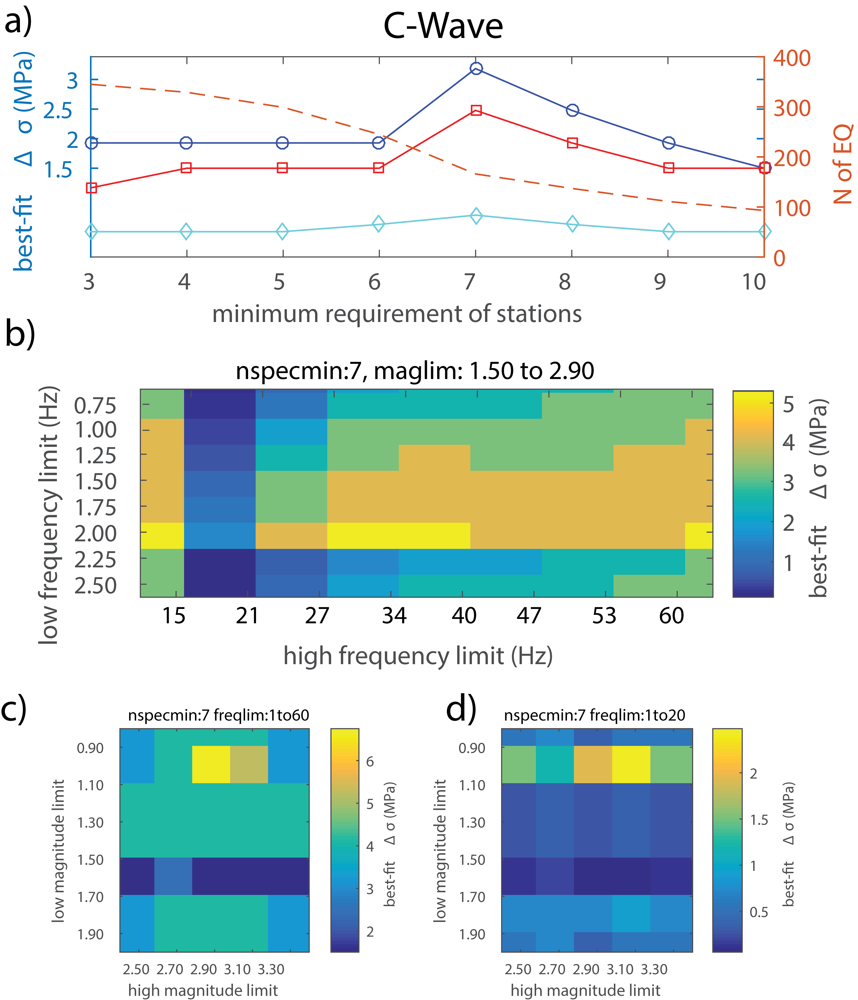 a)
C-Wave
best-fit Δ σ (MPa)
3
2.5
2
1.5
400
300
200
100
0
N of EQ
3 4 5 6 7 8 9 10
minimum requirement of stations
b)
nspecmin:7, maglim: 1.50 to 2.90
low frequency limit (Hz)
0.75
1.00
1.25
1.50
1.75
2.00
2.25
2.50
15 21 27 34 40 47 53 60
high frequency limit (Hz)
5
4
3
2
1
best-fit Δ σ (MPa)
c)
nspecmin:7 freqlim:1to60
low magnitude limit
0.90
1.10
1.30
1.50
1.70
1.90
2.50 2.70 2.90 3.10 3.30
high magnitude limit
6
5
4
3
2
best-fit Δ σ (MPa)
d)
nspecmin:7 freqlim:1to20
low magnitude limit
0.90
1.10
1.30
1.50
1.70
1.90
2.50 2.70 2.90 3.10 3.30
high magnitude limit
2
1.5
1
0.5
best-fit Δ σ (MPa)